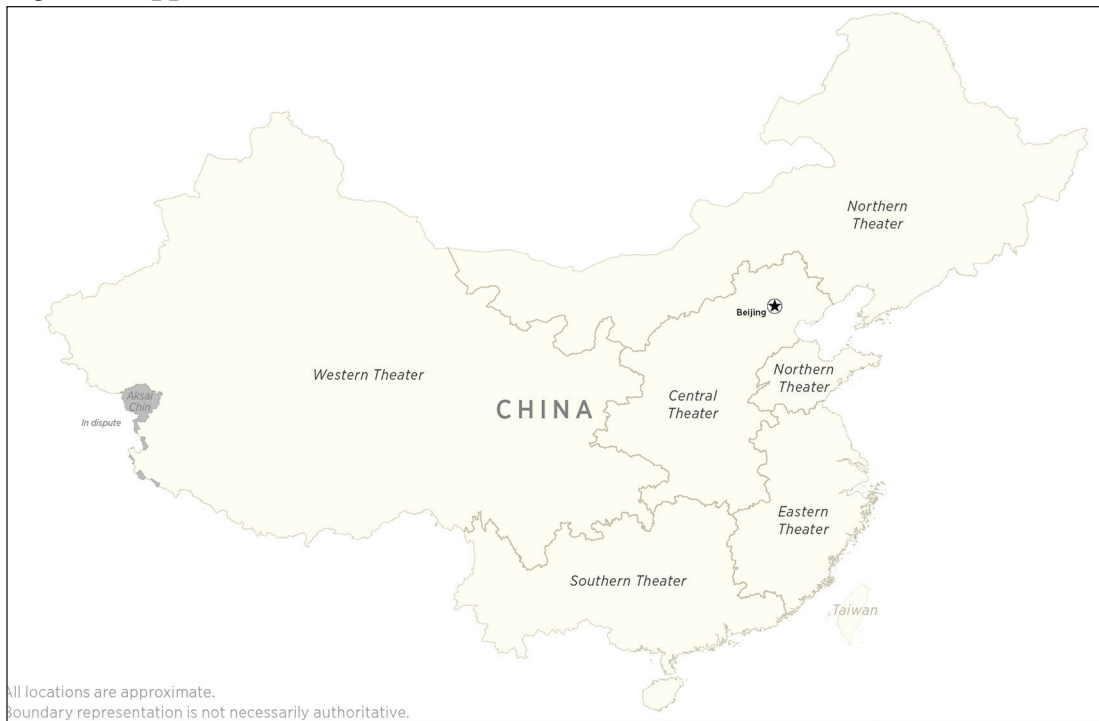 Northern
Theater
Beijing
Western Theater
Northern
Theater
Aksai
Chin
Central
Theater
CHINA
In dispute
Eastern
Theater
Southern Theater
Taiwan
All locations are approximate.
Boundary representation is not necessarily authoritative.